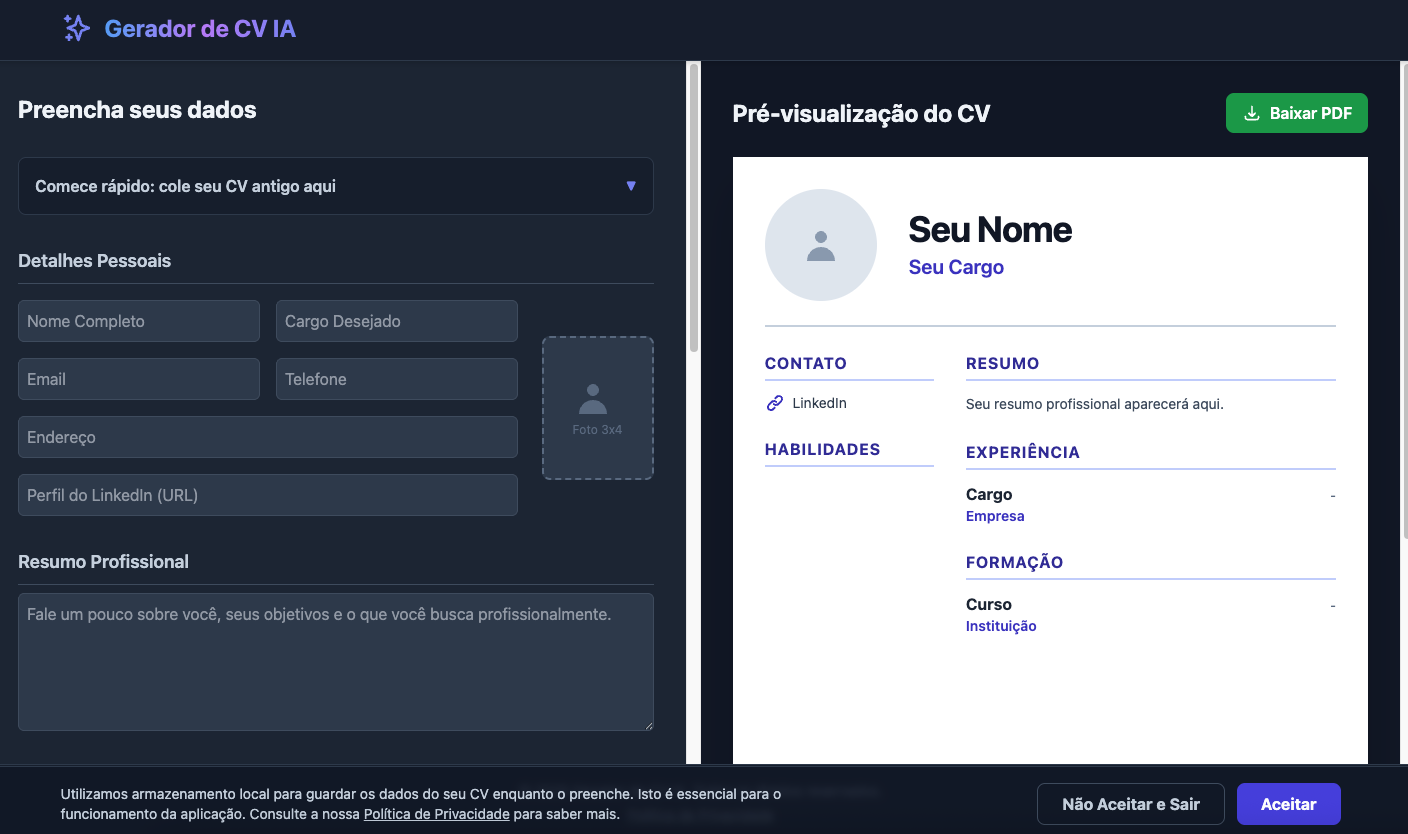 Gerador de CV IA
Preencha seus dados
Comece rápido: cole seu CV antigo aqui
▼
Detalhes Pessoais
Nome Completo
Cargo Desejado
Email
Telefone
Endereço
Perfil do LinkedIn (URL)
Foto 3x4
Resumo Profissional
Fale um pouco sobre você, seus objetivos e o que você busca profissionalmente.
Pré-visualização do CV
Baixar PDF
Seu Nome
Seu Cargo
CONTATO
LinkedIn
HABILIDADES
RESUMO
Seu resumo profissional aparecerá aqui.
EXPERIÊNCIA
Cargo -
Empresa
FORMAÇÃO
Curso -
Instituição
Utilizamos armazenamento local para guardar os dados do seu CV enquanto o preenche. Isto é essencial para o
funcionamento da aplicação. Consulte a nossa Política de Privacidade para saber mais.
Não Aceitar e Sair
Aceitar